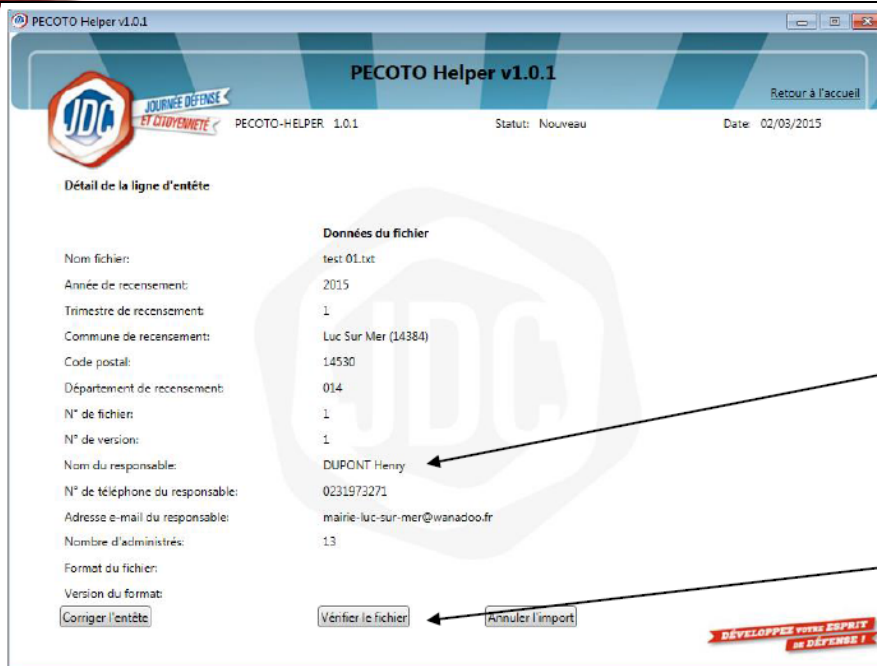 PECOTO Helper v1.0.1
PECOTO Helper v1.0.1
Retour à l'accueil
JDC
JOURNÉE DÉFENSE
ET CITOYENNETÉ
PECOTO-HELPER 1.0.1 Statut: Nouveau Date: 02/03/2015
Détail de la ligne d'entête
Données du fichier
Nom fichier: test 01.txt
Année de recensement: 2015
Trimestre de recensement: 1
Commune de recensement: Luc Sur Mer (14384)
Code postal: 14530
Département de recensement: 014
N° de fichier: 1
N° de version: 1
Nom du responsable: DUPONT Henry
N° de téléphone du responsable: 0231973271
Adresse e-mail du responsable: mairie-luc-sur-mer@wanadoo.fr
Nombre d'administrés: 13
Format du fichier:
Version du format:
Corriger l'entête Vérifier le fichier Annuler l'import
DÉVELOPPEZ VOTRE ESPRIT
DE DÉFENSE !
JDC